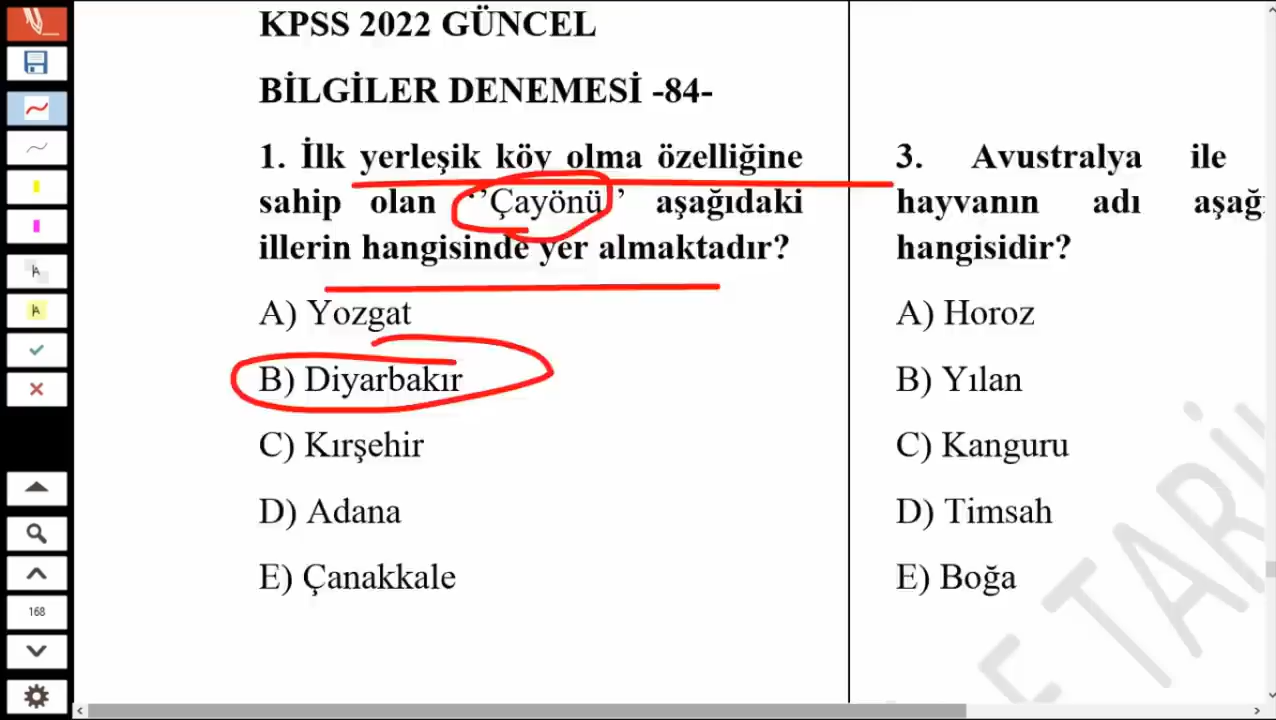 KPSS 2022 GÜNCEL
BİLGİLER DENEMESİ -84-
1. İlk yerleşik köy olma özelliğine
sahip olan ‘’Çayönü’’ aşağıdaki
illerin hangisinde yer almaktadır?
A) Yozgat
B) Diyarbakır
C) Kırşehir
D) Adana
E) Çanakkale
3. Avustralya ile
hayvanın adı
hangisidir?
A) Horoz
B) Yılan
C) Kanguru
D) Timsah
E) Boğa
168